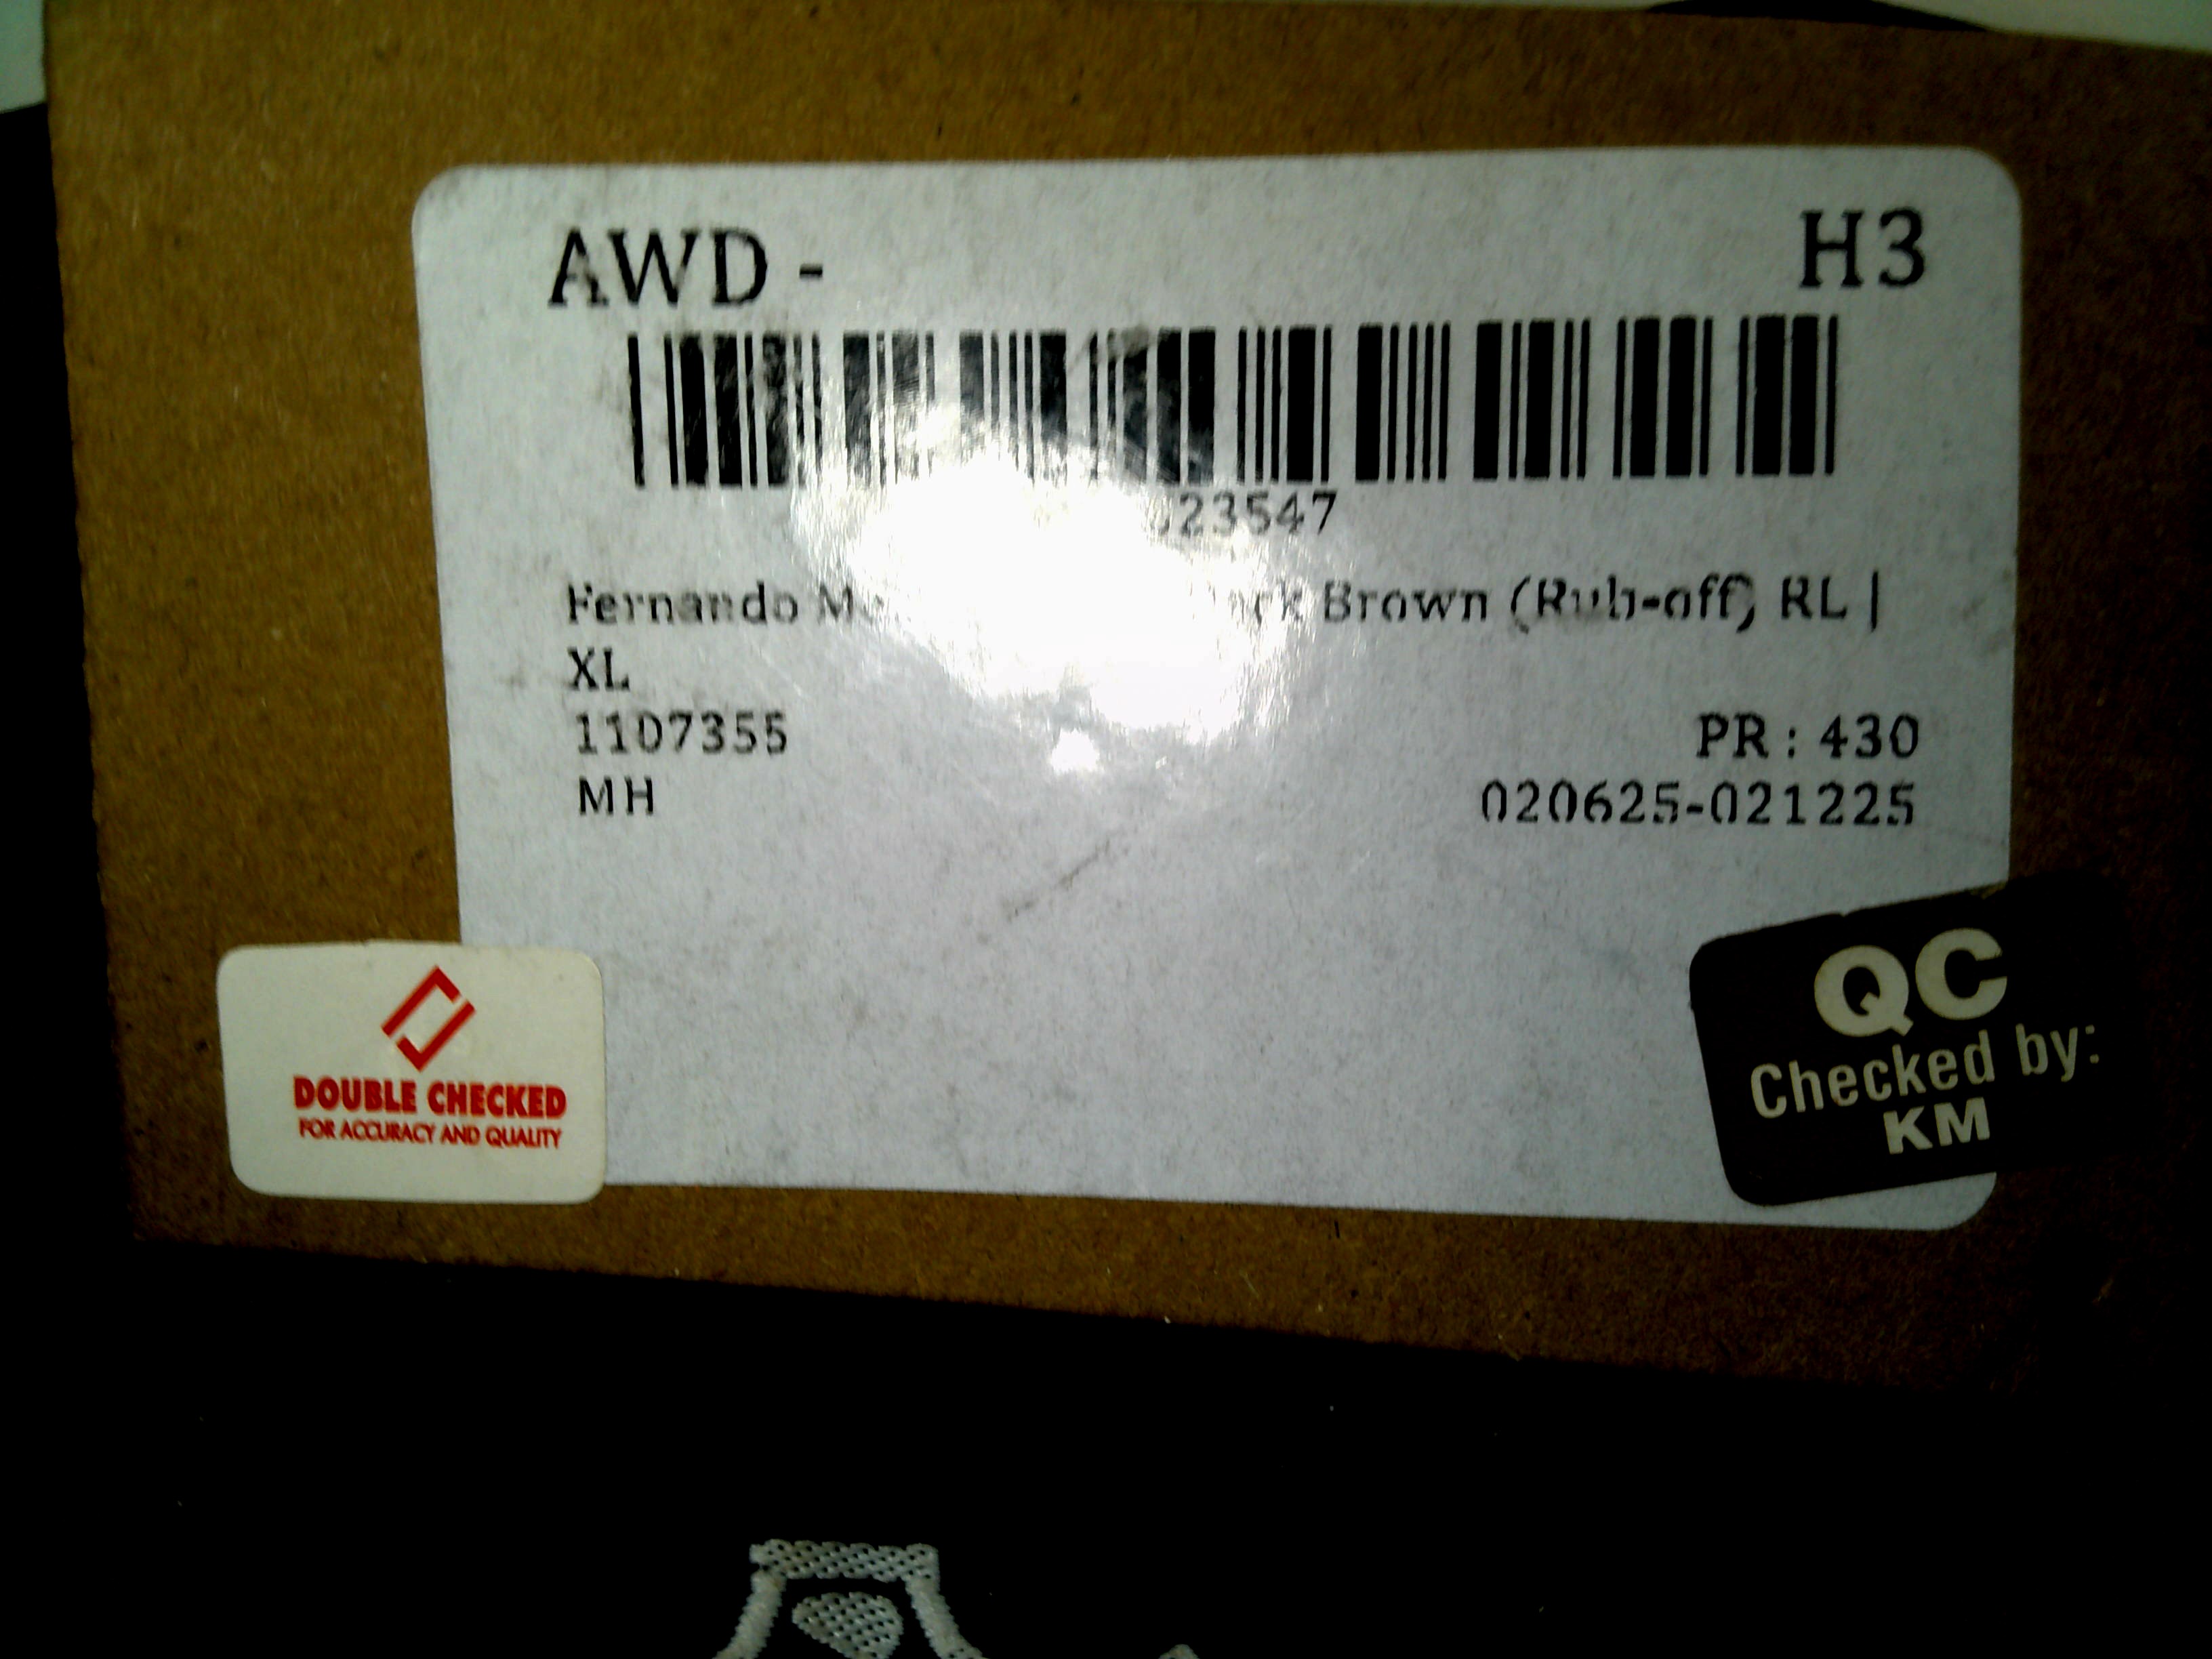 AWD - H3
23547
Fernando Brown (Rub-off) RL |
XL
1107355 PR : 430
MH 020625-021225
DOUBLE CHECKED
FOR ACCURACY AND QUALITY
QC
Checked by:
KM